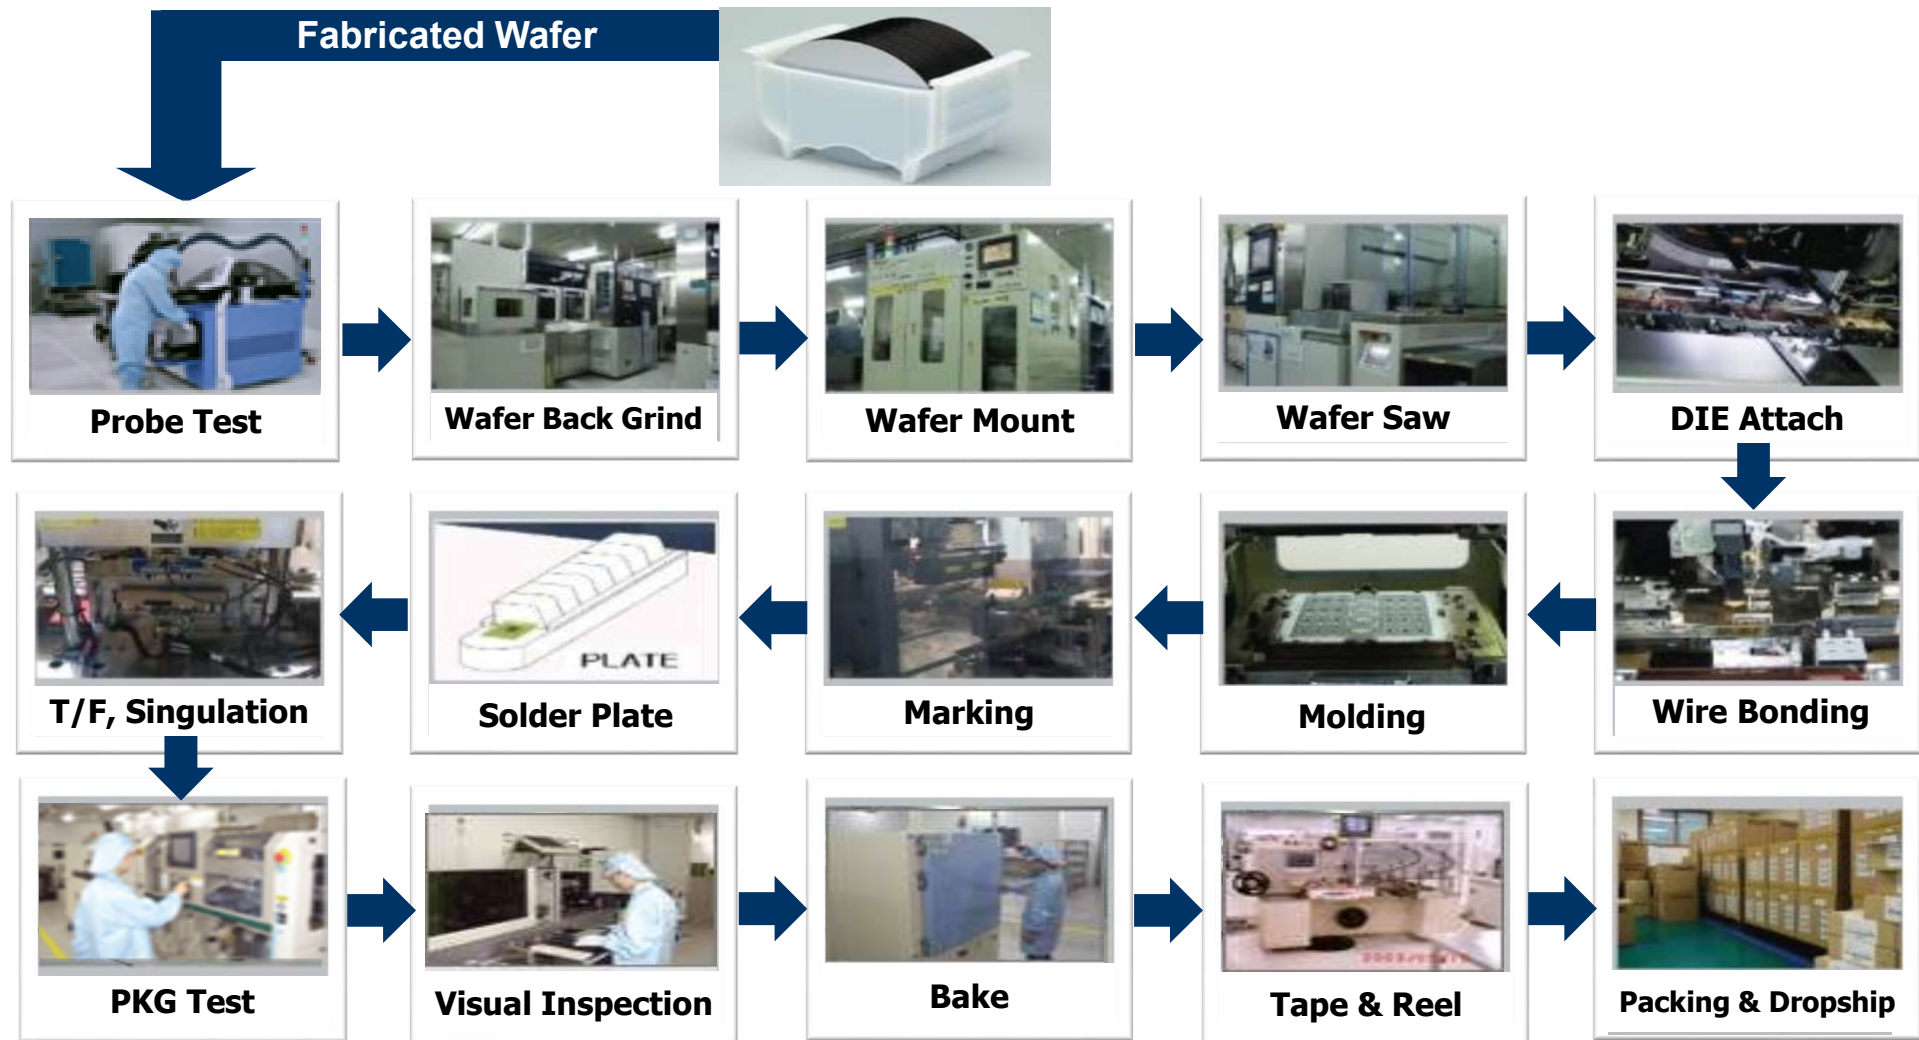 Fabricated Wafer
Probe Test
Wafer Back Grind
Wafer Mount
Wafer Saw
DIE Attach
Wire Bonding
Molding
Marking
PLATE
Solder Plate
T/F, Singulation
PKG Test
Visual Inspection
Bake
Tape & Reel
Packing & Dropship